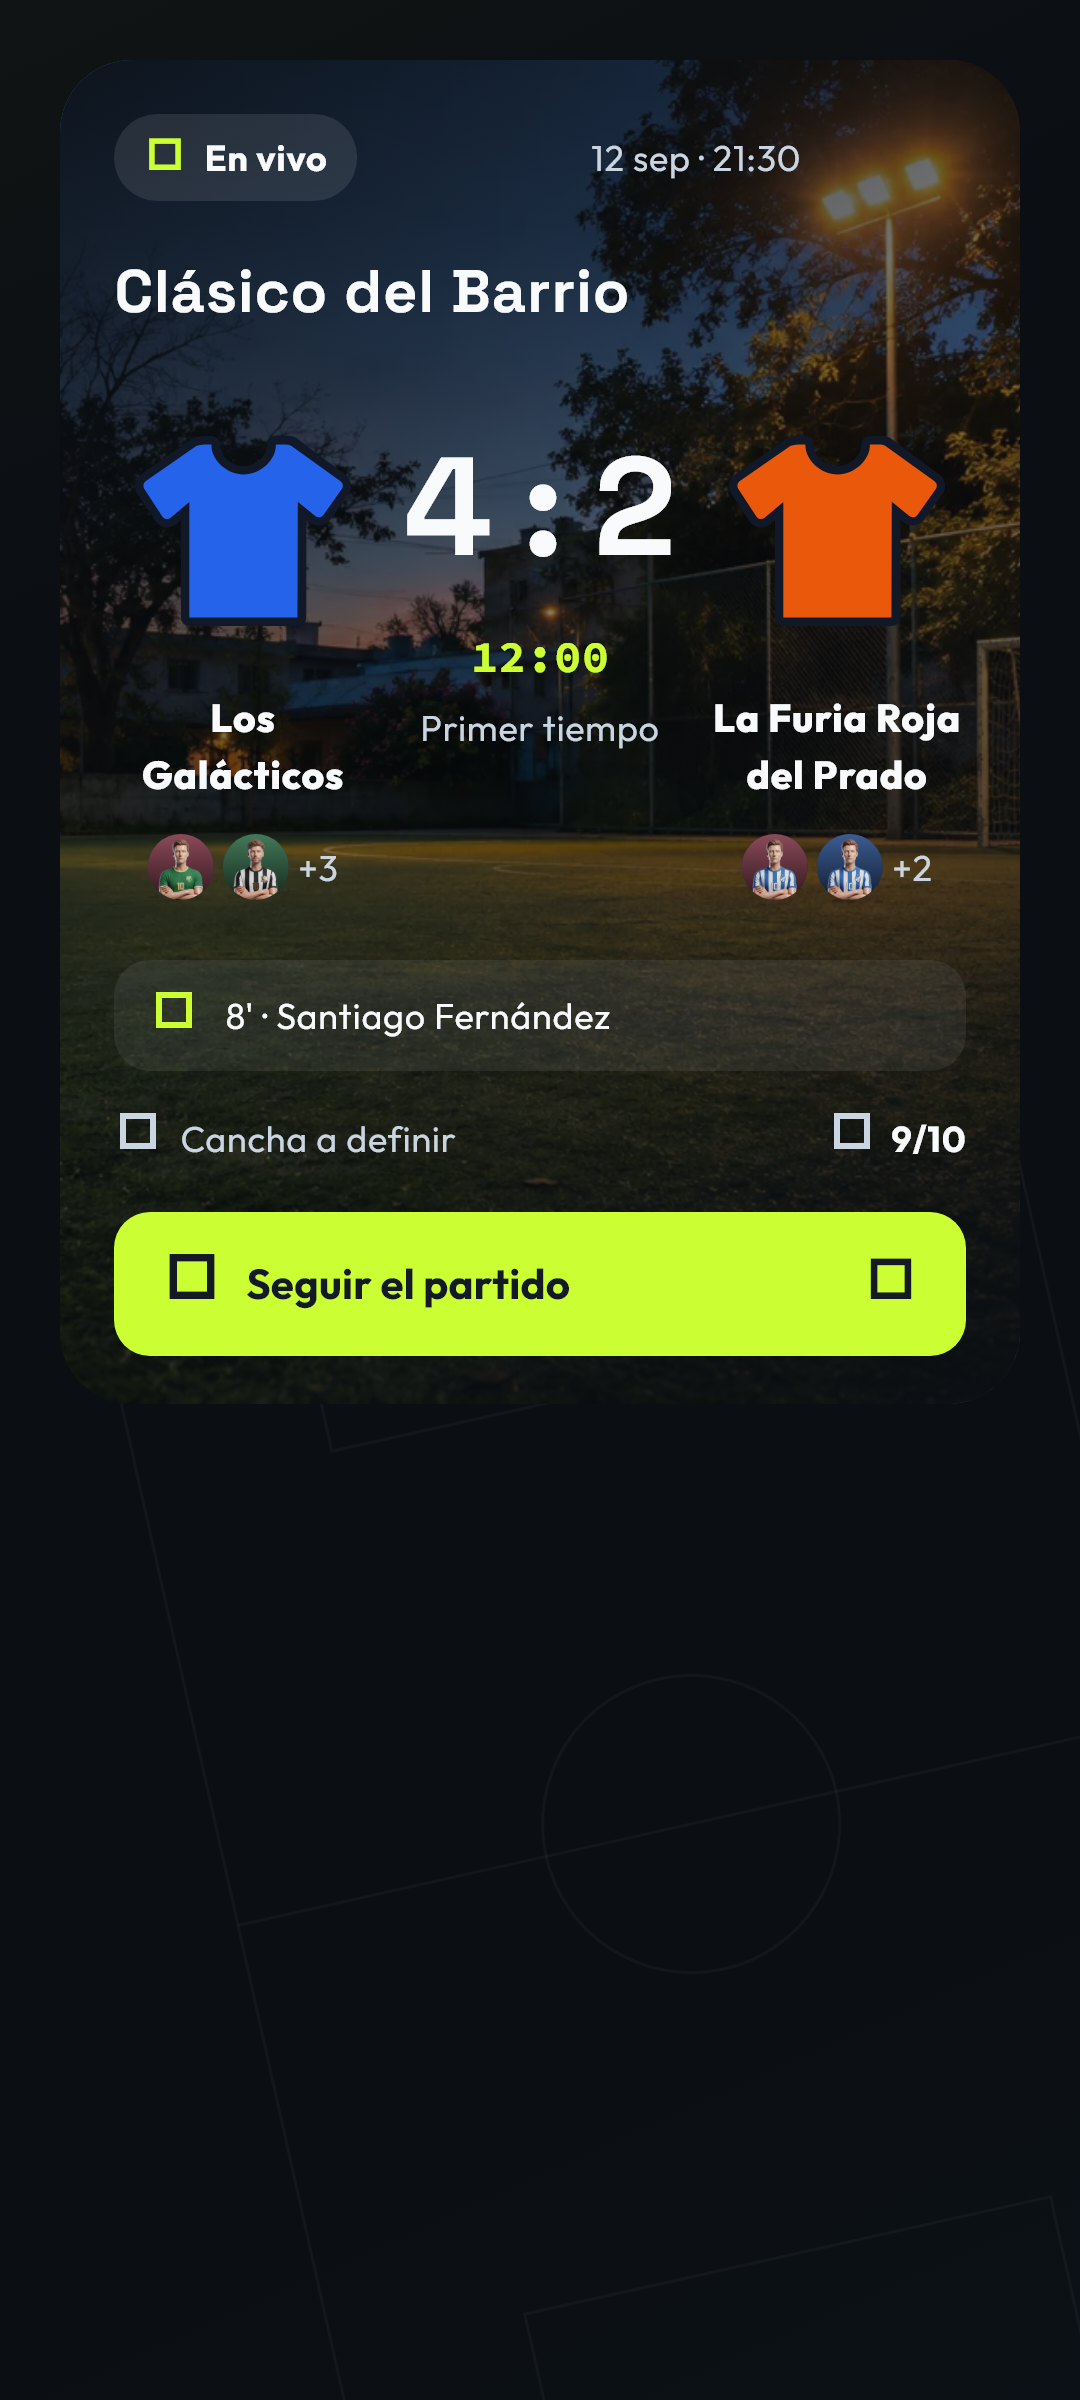 En vivo
12 sep · 21:30
Clásico del Barrio
4:2
12:00
Primer tiempo
Los
Galácticos
La Furia Roja
del Prado
+3
+2
8' · Santiago Fernández
Cancha a definir
9/10
Seguir el partido